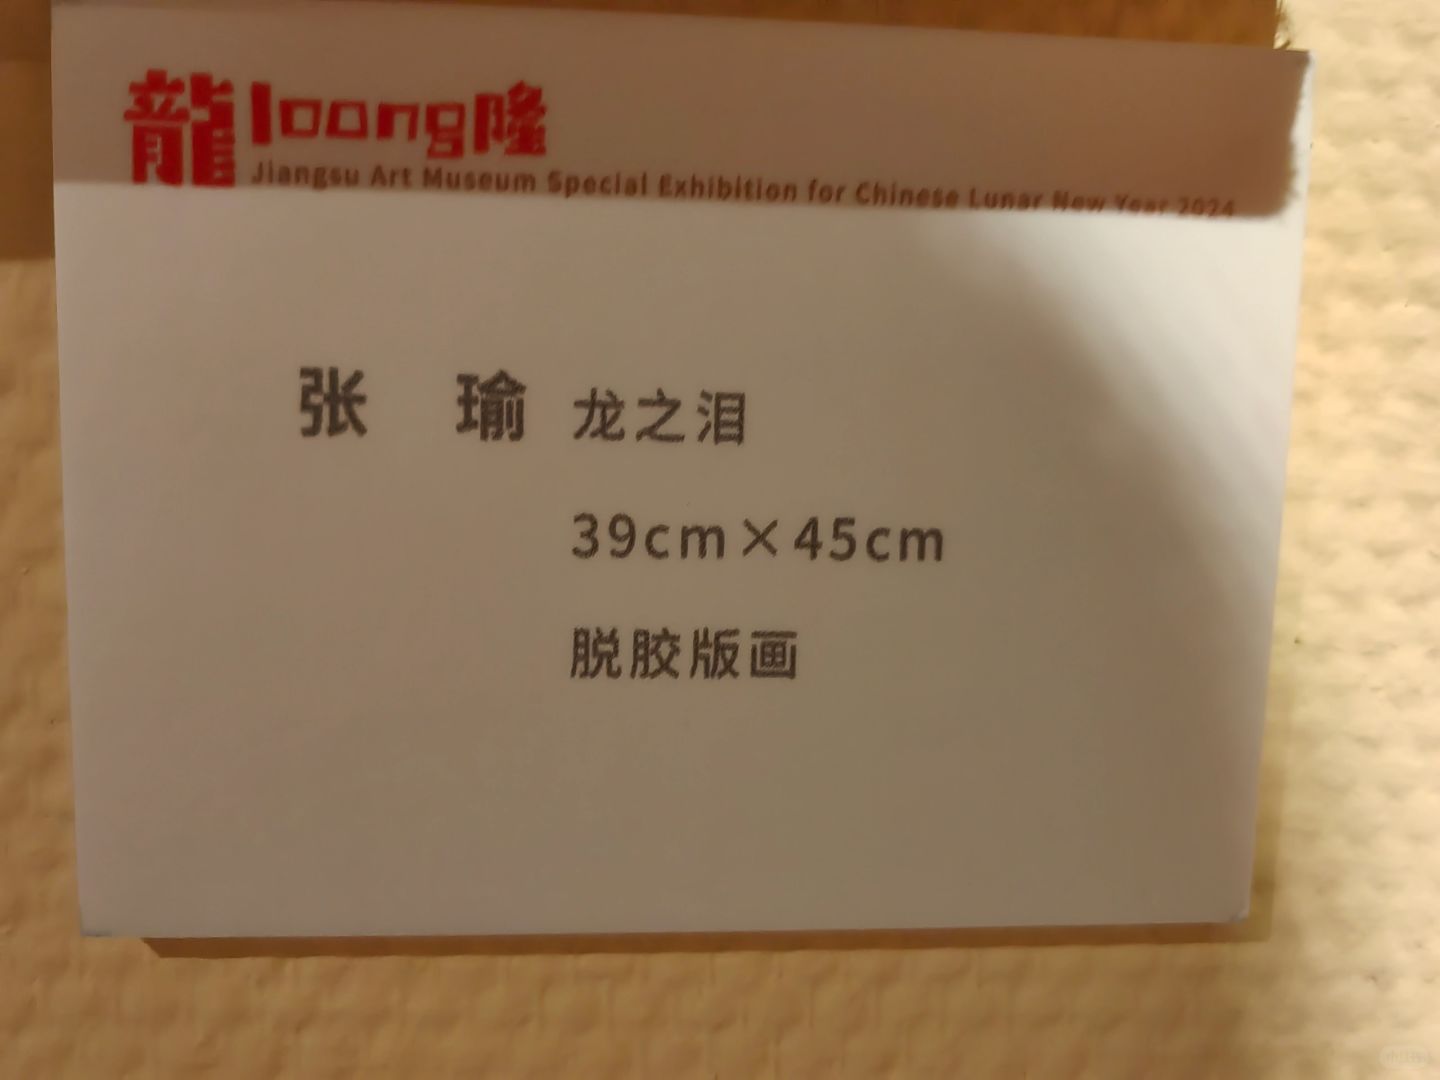 龍loong隆
Jiangsu Art Museum Special Exhibition for Chinese Lunar New Year 2024
张 瑜 龙之泪
39cm×45cm
脱胶版画